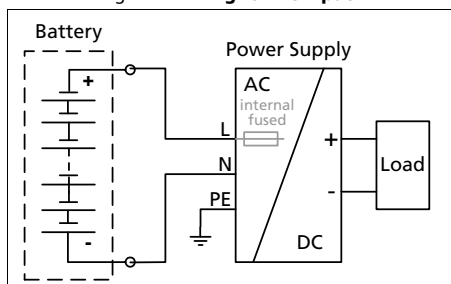 Battery
+
-
Power Supply
AC
internal
fused
L
N
PE
+
-
DC
Load